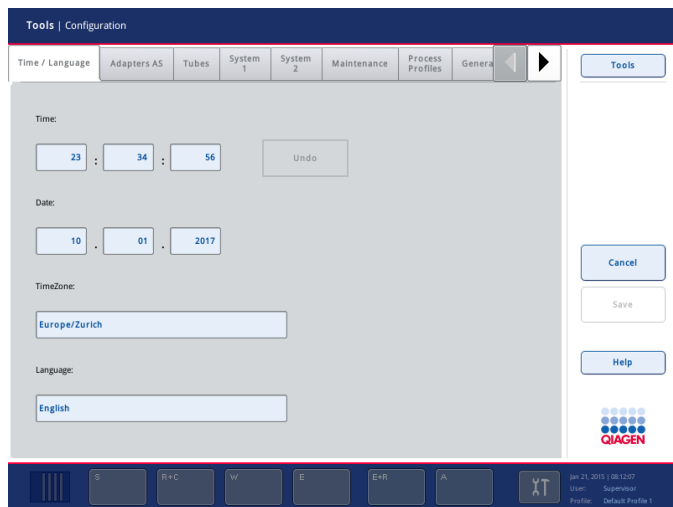 Tools | Configuration
Time / Language
Adapters AS
Tubes
System
1
System
2
Maintenance
Process
Profiles
Genera
Tools
Time:
23 : 34 : 56
Undo
Date:
10 . 01 . 2017
Cancel
TimeZone:
Save
Europe/Zurich
Help
Language:
English
QIAGEN
S
R+C
W
E
E+R
A
Jan 21, 2015 | 08:12:07
User: Supervisor
Profile: Default Profile 1